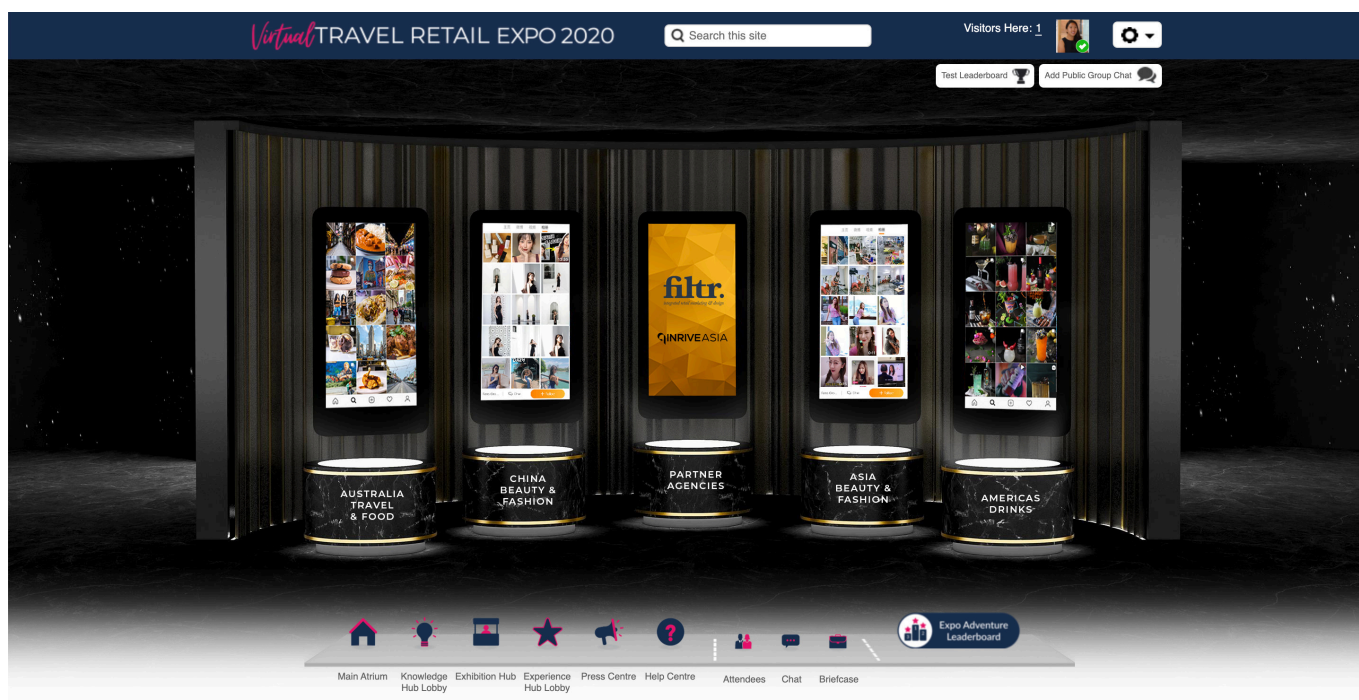 Virtual TRAVEL RETAIL EXPO 2020
Search this site
Visitors Here: 1
Test Leaderboard
Add Public Group Chat
filtr.
INRIVEASIA
AUSTRALIA
TRAVEL
& FOOD
CHINA
BEAUTY &
FASHION
PARTNER
AGENCIES
ASIA
BEAUTY &
FASHION
AMERICAS
DRINKS
Main Atrium
Knowledge
Hub Lobby
Exhibition Hub
Experience
Hub Lobby
Press Centre
Help Centre
Attendees
Chat
Briefcase
Expo Adventure
Leaderboard